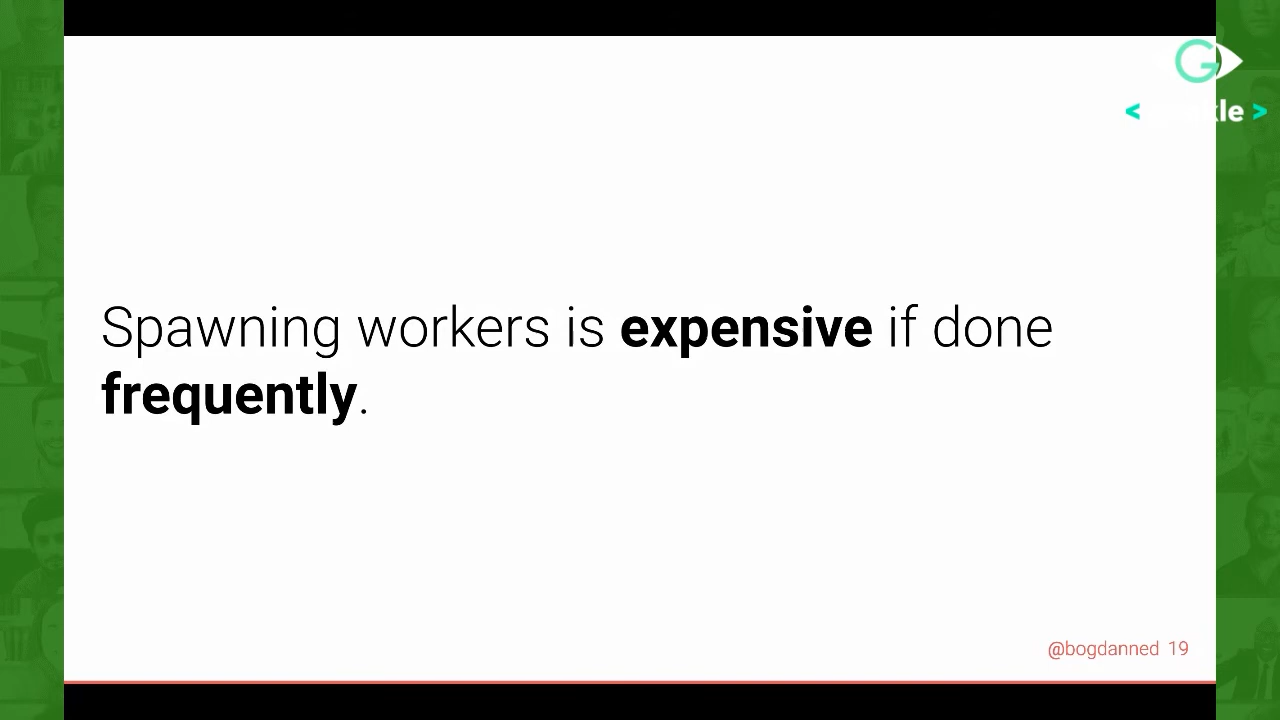 Spawning workers is expensive if done
frequently.
@bogdanned 19